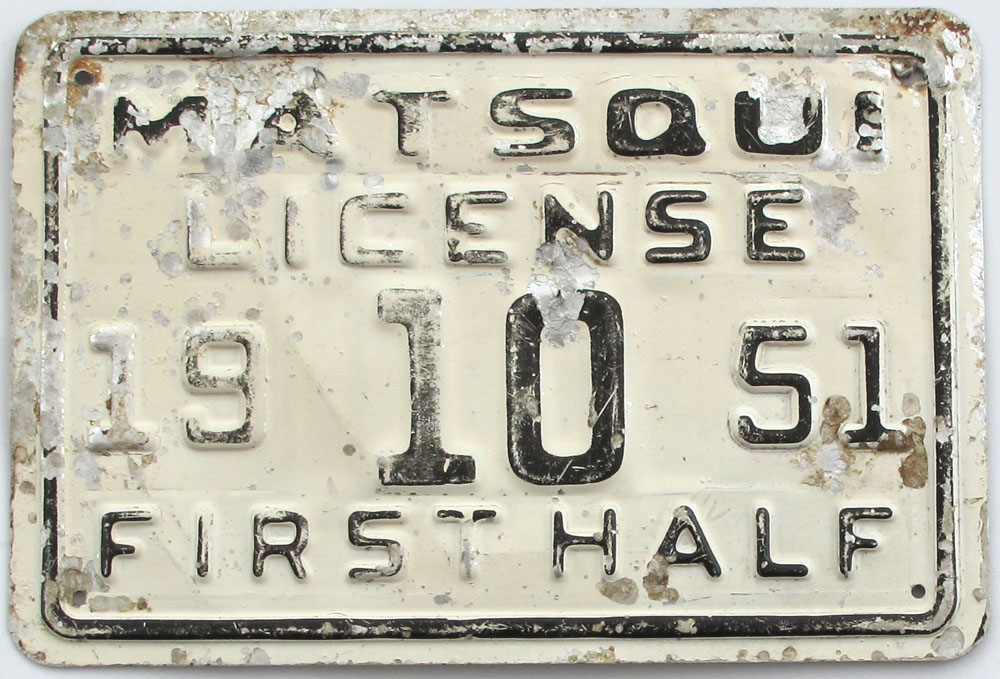 MATSQUI
LICENSE
19 10 51
FIRST HALF